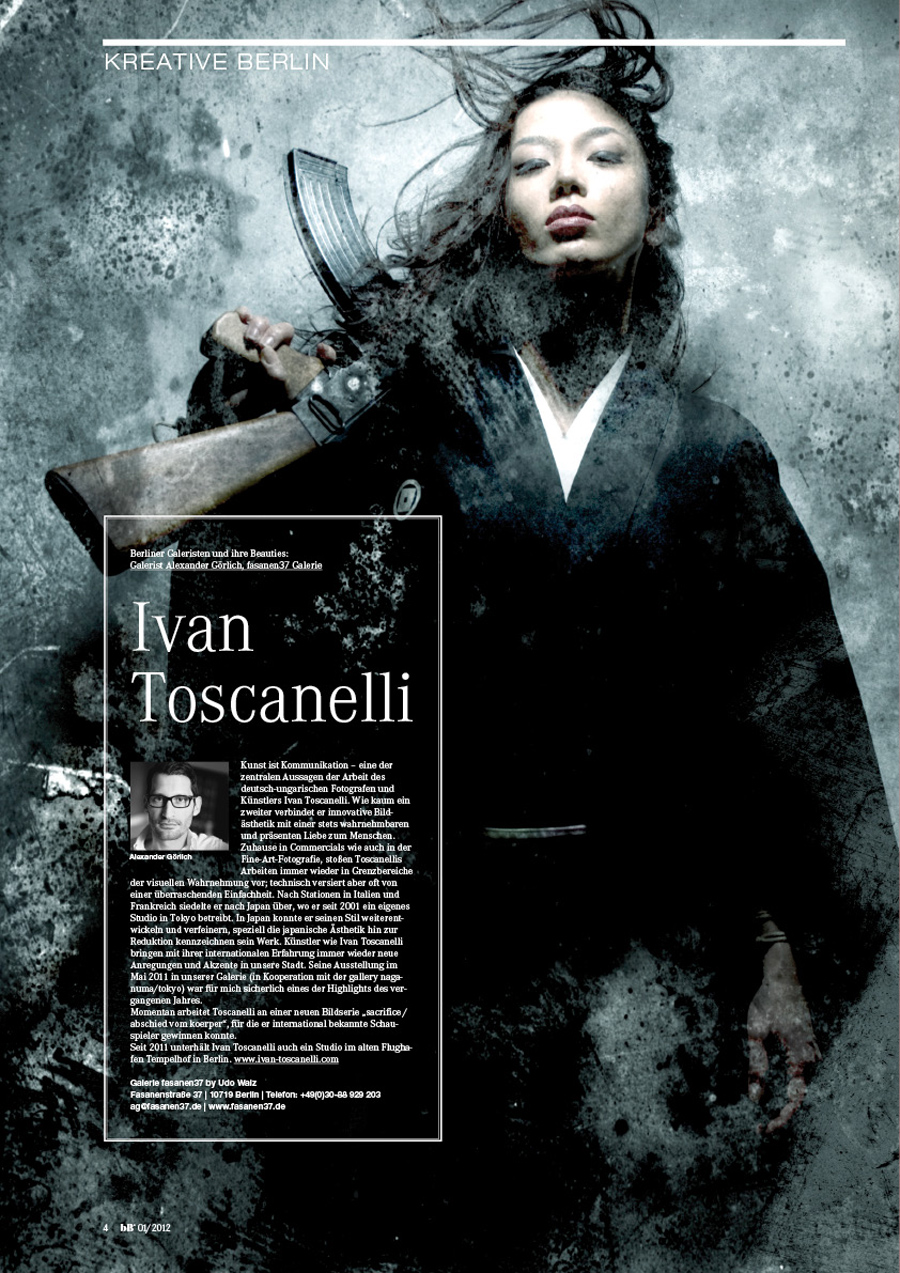 KREATIVE BERLIN
Berliner Galeristen und ihre Beauties:
Galerist Alexander Görlich, fasanen37 Galerie
Ivan
Toscanelli
Kunst ist Kommunikation – eine der
zentralen Aussagen der Arbeit des
deutsch-ungarischen Fotografen und
Künstlers Ivan Toscanelli. Wie kaum ein
zweiter verbindet er innovative Bild-
ästhetik mit einer stets wahrnehmbaren
und präsenten Liebe zum Menschen.
Zuhause in Commercials wie auch in der
Fine-Art-Fotografie, stoßen Toscanellis
Arbeiten immer wieder in Grenzbereiche
Alexander Görlich
der visuellen Wahrnehmung vor; technisch versiert aber oft von
einer überraschenden Einfachheit. Nach Stationen in Italien und
Frankreich siedelte er nach Japan über, wo er seit 2001 ein eigenes
Studio in Tokyo betreibt. In Japan konnte er seinen Stil weiterent-
wickeln und verfeinern, speziell die japanische Ästhetik hin zur
Reduktion kennzeichnen sein Werk. Künstler wie Ivan Toscanelli
bringen mit ihrer internationalen Erfahrung immer wieder neue
Anregungen und Akzente in unsere Stadt. Seine Ausstellung im
Mai 2011 in unserer Galerie (in Kooperation mit der gallery naga-
numa/tokyo) war für mich sicherlich eines der Highlights des ver-
gangenen Jahres.
Momentan arbeitet Toscanelli an einer neuen Bildserie „sacrifice/
abschied vom koerper“, für die er international bekannte Schau-
spieler gewinnen konnte.
Seit 2011 unterhält Ivan Toscanelli auch ein Studio im alten Flugha-
fen Tempelhof in Berlin. www.ivan-toscanelli.com
Galerie fasanen37 by Udo Walz
Fasanenstraße 37 | 10719 Berlin | Telefon: +49(0)30-88 929 203
ag@fasanen37.de | www.fasanen37.de
4 bB° 01/2012